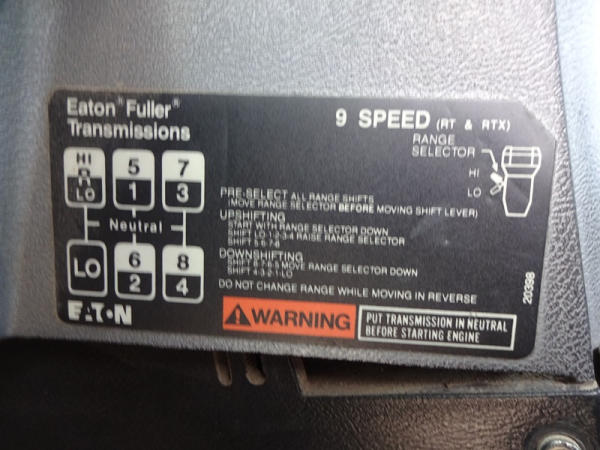 Eaton® Fuller®
Transmissions
9 SPEED (RT & RTX)
RANGE
SELECTOR
HI
LO
HI
R
LO
5
1
7
3
Neutral
LO
6
2
8
4
EATON
PRE-SELECT ALL RANGE SHIFTS
(MOVE RANGE SELECTOR BEFORE MOVING SHIFT LEVER)
UPSHIFTING
START WITH RANGE SELECTOR DOWN
SHIFT LO-1-2-3-4 RAISE RANGE SELECTOR
SHIFT 5-6-7-8
DOWNSHIFTING
SHIFT 8-7-6-5 MOVE RANGE SELECTOR DOWN
SHIFT 4-3-2-1-LO
DO NOT CHANGE RANGE WHILE MOVING IN REVERSE
20398
WARNING
PUT TRANSMISSION IN NEUTRAL
BEFORE STARTING ENGINE